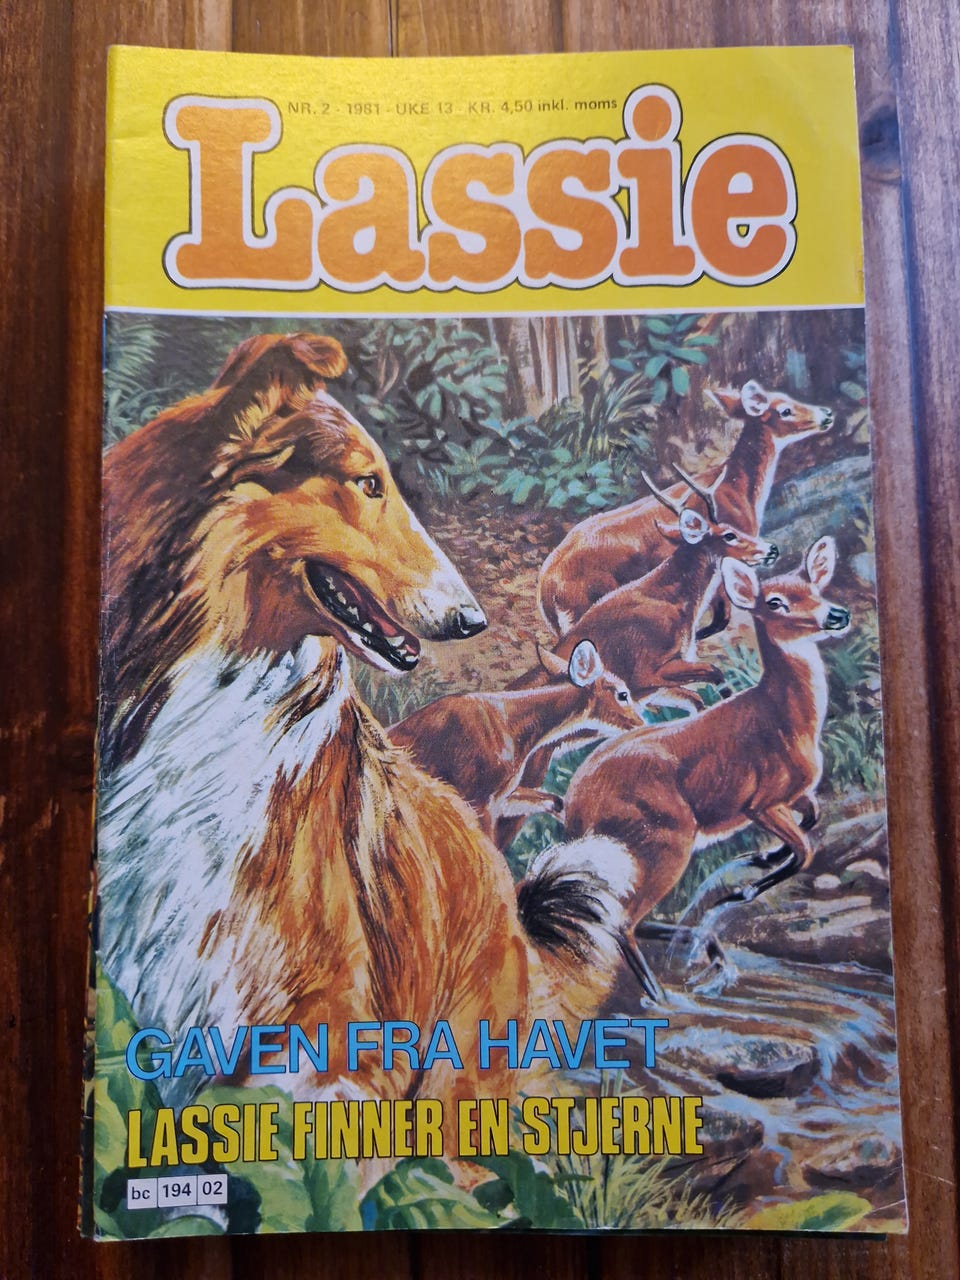 NR. 2 - 1981 - UKE 13 - KR. 4,50 inkl. moms
Lassie
GAVEN FRA HAVET
LASSIE FINNER EN STJERNE
bc 194 02